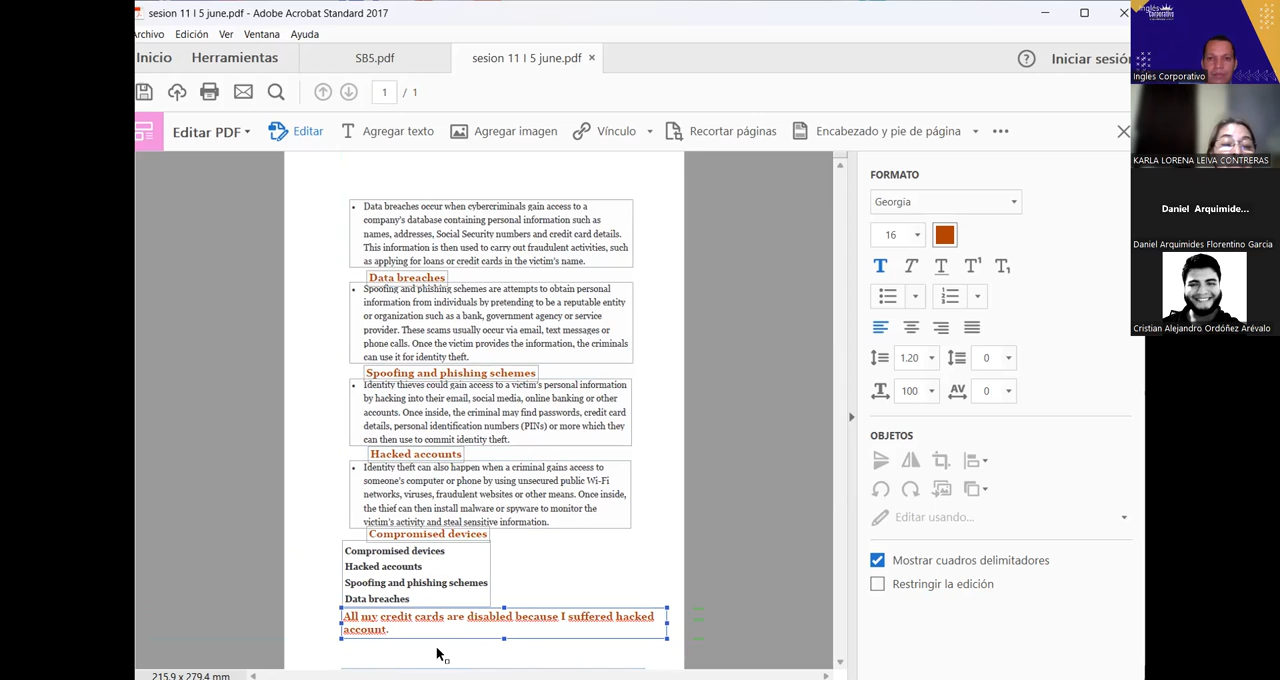 sesion 11 I 5 june.pdf - Adobe Acrobat Standard 2017
Archivo Edición Ver Ventana Ayuda
Inicio Herramientas SB5.pdf sesion 11 I 5 june.pdf × Iniciar sesión
1 / 1
Editar PDF Editar Agregar texto Agregar imagen Vínculo Recortar páginas Encabezado y pie de página
• Data breaches occur when cybercriminals gain access to a
company's database containing personal information such as
names, addresses, Social Security numbers and credit card details.
This information is then used to carry out fraudulent activities, such
as applying for loans or credit cards in the victim's name.
Data breaches
Spoofing and phishing schemes are attempts to obtain personal
information from individuals by pretending to be a reputable entity
or organization such as a bank, government agency or service
provider. These scams usually occur via email, text messages or
phone calls. Once the victim provides the information, the criminals
can use it for identity theft.
Spoofing and phishing schemes
• Identity thieves could gain access to a victim's personal information
by hacking into their email, social media, online banking or other
accounts. Once inside, the criminal may find passwords, credit card
details, personal identification numbers (PINs) or more which they
can then use to commit identity theft.
Hacked accounts
• Identity theft can also happen when a criminal gains access to
someone's computer or phone by using unsecured public Wi-Fi
networks, viruses, fraudulent websites or other means. Once inside,
the thief can then install malware or spyware to monitor the
victim's activity and steal sensitive information.
Compromised devices
Compromised devices
Hacked accounts
Spoofing and phishing schemes
Data breaches
All my credit cards are disabled because I suffered hacked
account.
215.9 x 279.4 mm
FORMATO
Georgia
16
1.20 0
100 AV 0
OBJETOS
Editar usando...
Mostrar cuadros delimitadores
Restringir la edición
Inglés
Corporativo
Ingles Corporativo
KARLA LORENA LEIVA CONTRERAS
Daniel Arquimide...
Daniel Arquimides Florentino Garcia
Cristian Alejandro Ordóñez Arévalo